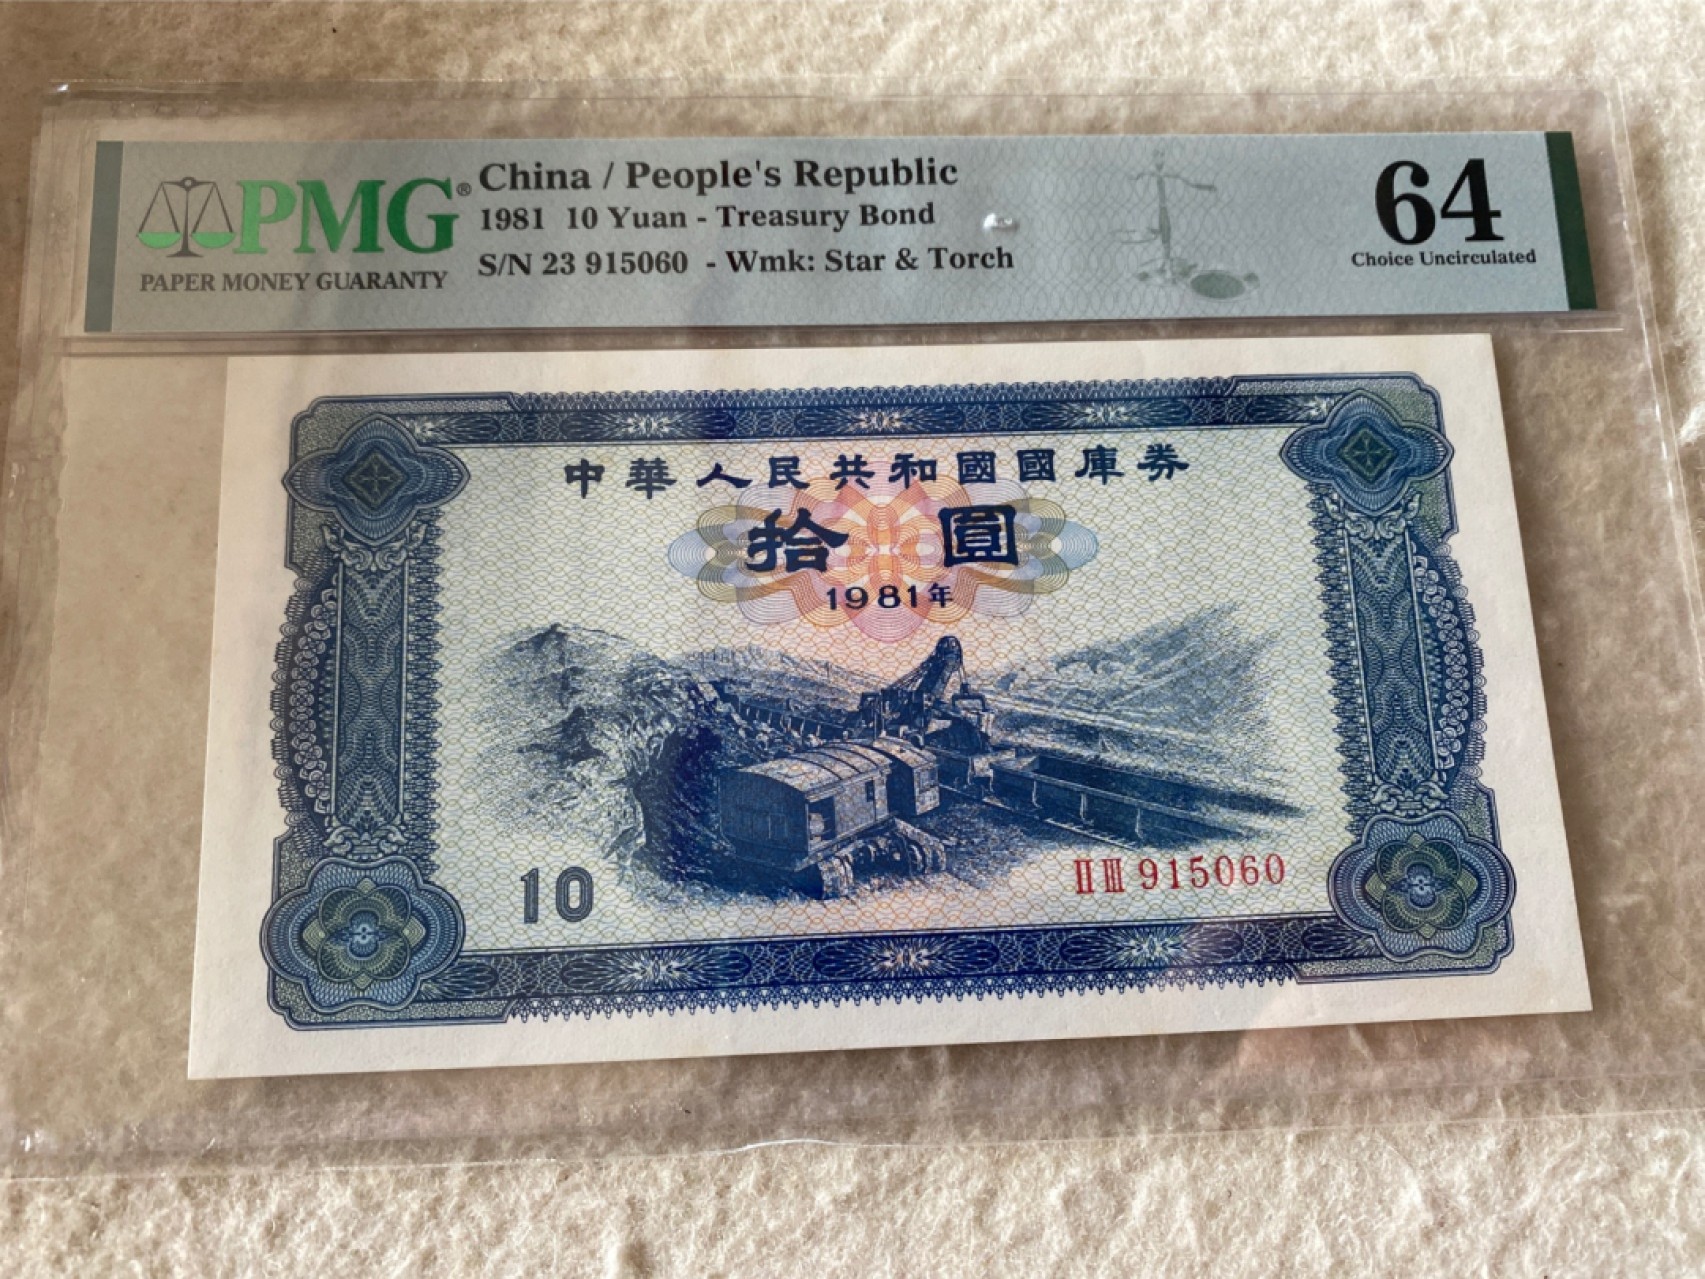 PMG®
PAPER MONEY GUARANTY
China / People's Republic
1981 10 Yuan - Treasury Bond
S/N 23 915060 - Wmk: Star & Torch
64
Choice Uncirculated
中華人民共和國國庫券
拾圓
1981年
10
ⅡⅢ 915060